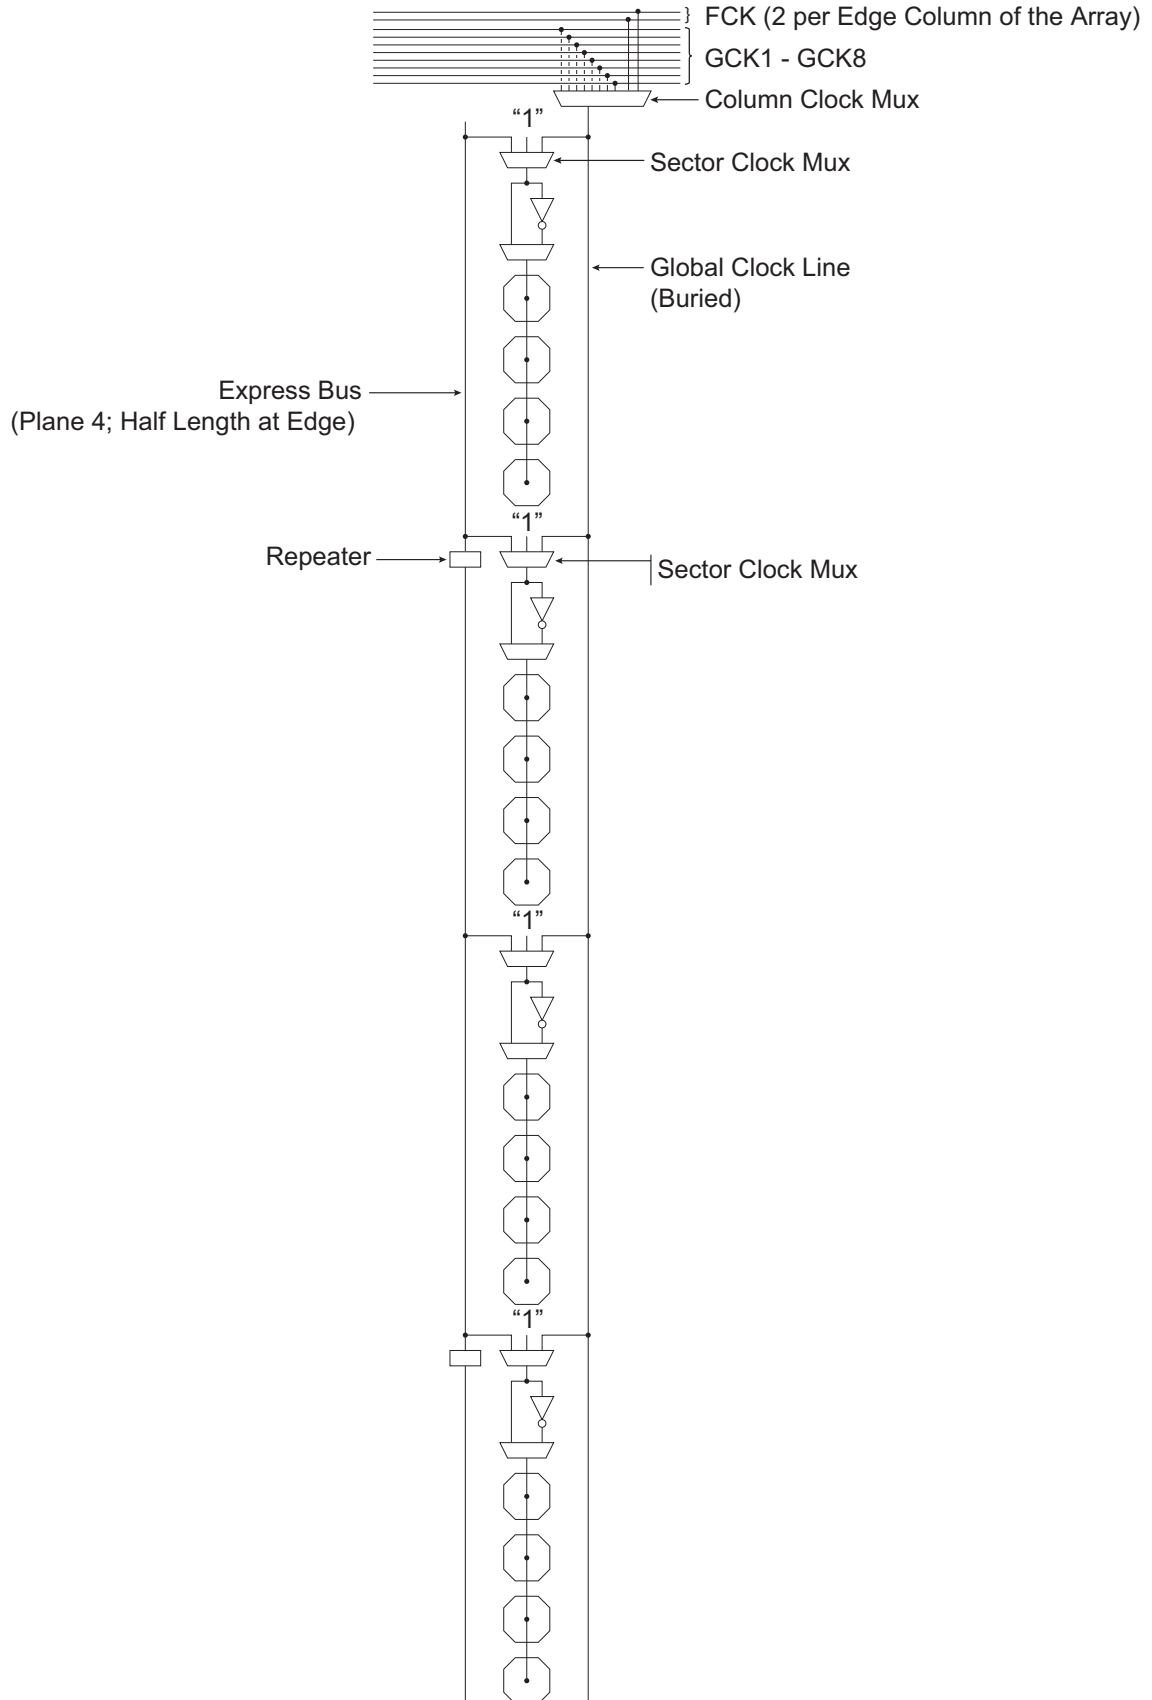 FCK (2 per Edge Column of the Array)
GCK1 - GCK8
Column Clock Mux
“1”
Sector Clock Mux
Global Clock Line
(Buried)
Express Bus
(Plane 4; Half Length at Edge)
“1”
Repeater
Sector Clock Mux
“1”
“1”